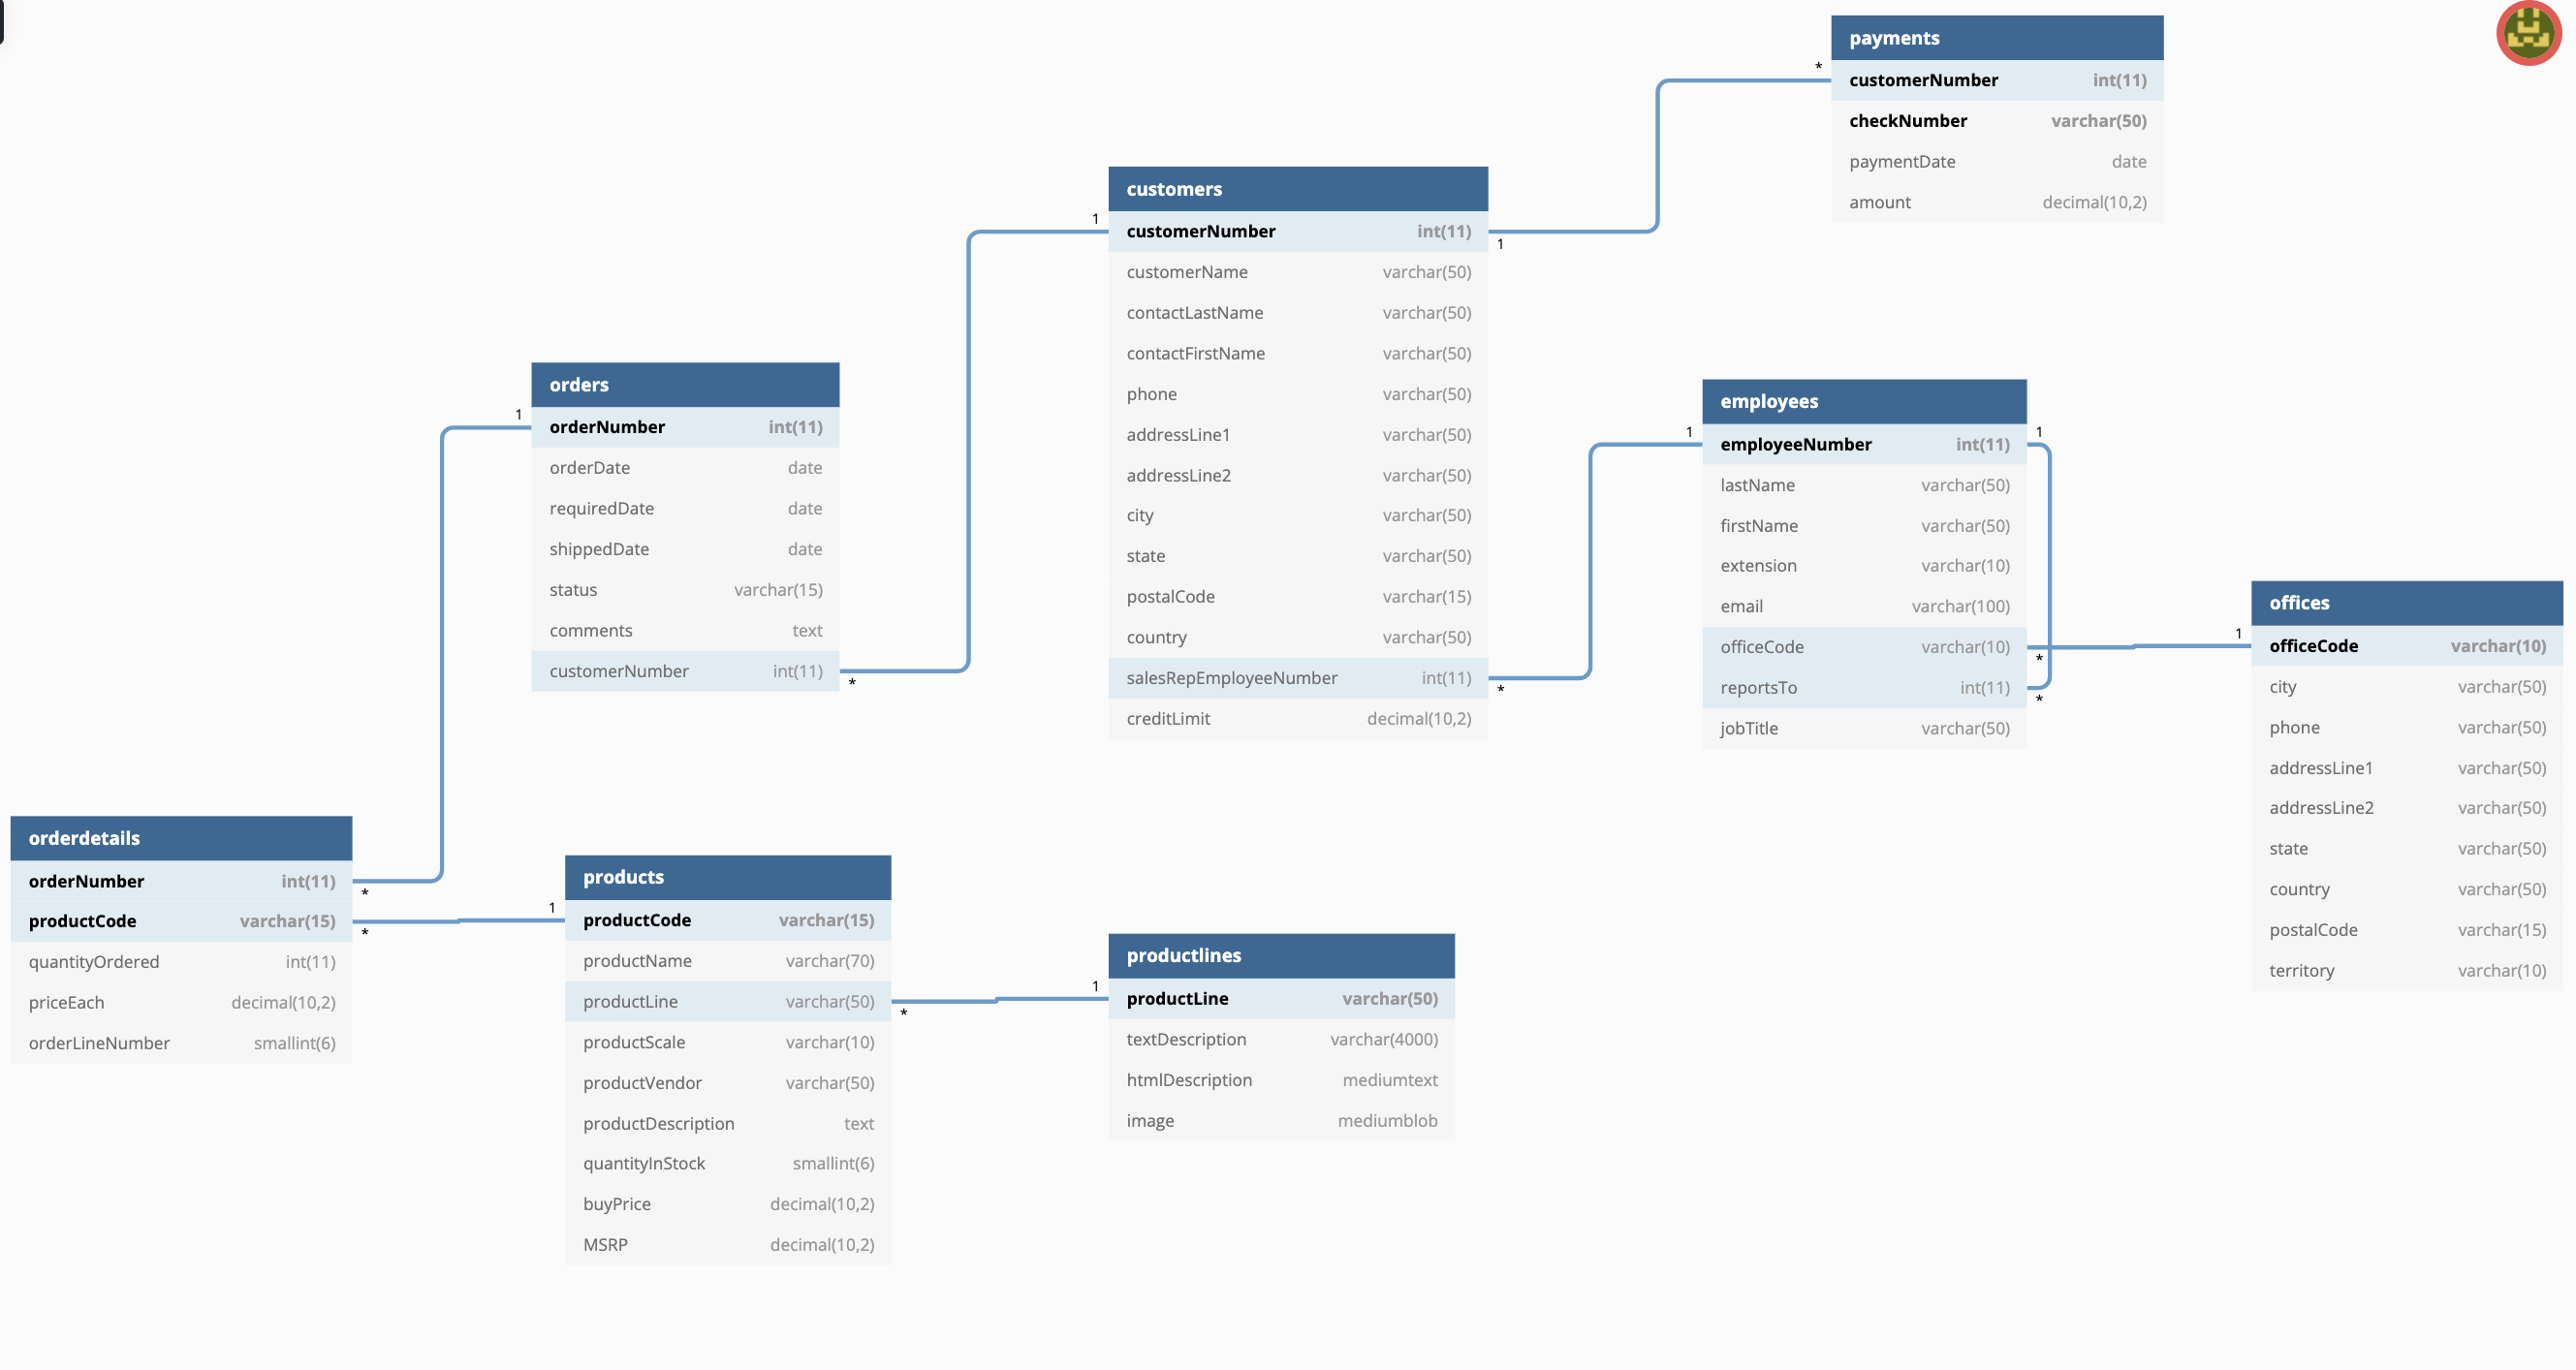 payments
*
customerNumber int(11)
checkNumber varchar(50)
paymentDate date
amount decimal(10,2)
customers
1
customerNumber int(11)
1
customerName varchar(50)
contactLastName varchar(50)
contactFirstName varchar(50)
phone varchar(50)
addressLine1 varchar(50)
addressLine2 varchar(50)
city varchar(50)
state varchar(50)
postalCode varchar(15)
country varchar(50)
salesRepEmployeeNumber int(11)
*
creditLimit decimal(10,2)
orders
1
orderNumber int(11)
orderDate date
requiredDate date
shippedDate date
status varchar(15)
comments text
customerNumber int(11)
*
employees
1
1
employeeNumber int(11)
lastName varchar(50)
firstName varchar(50)
extension varchar(10)
email varchar(100)
officeCode varchar(10)
*
reportsTo int(11)
*
jobTitle varchar(50)
offices
1
officeCode varchar(10)
city varchar(50)
phone varchar(50)
addressLine1 varchar(50)
addressLine2 varchar(50)
state varchar(50)
country varchar(50)
postalCode varchar(15)
territory varchar(10)
orderdetails
orderNumber int(11)
*
productCode varchar(15)
*
quantityOrdered int(11)
priceEach decimal(10,2)
orderLineNumber smallint(6)
products
1
productCode varchar(15)
productName varchar(70)
productLine varchar(50)
*
productScale varchar(10)
productVendor varchar(50)
productDescription text
quantityInStock smallint(6)
buyPrice decimal(10,2)
MSRP decimal(10,2)
productlines
1
productLine varchar(50)
textDescription varchar(4000)
htmlDescription mediumtext
image mediumblob